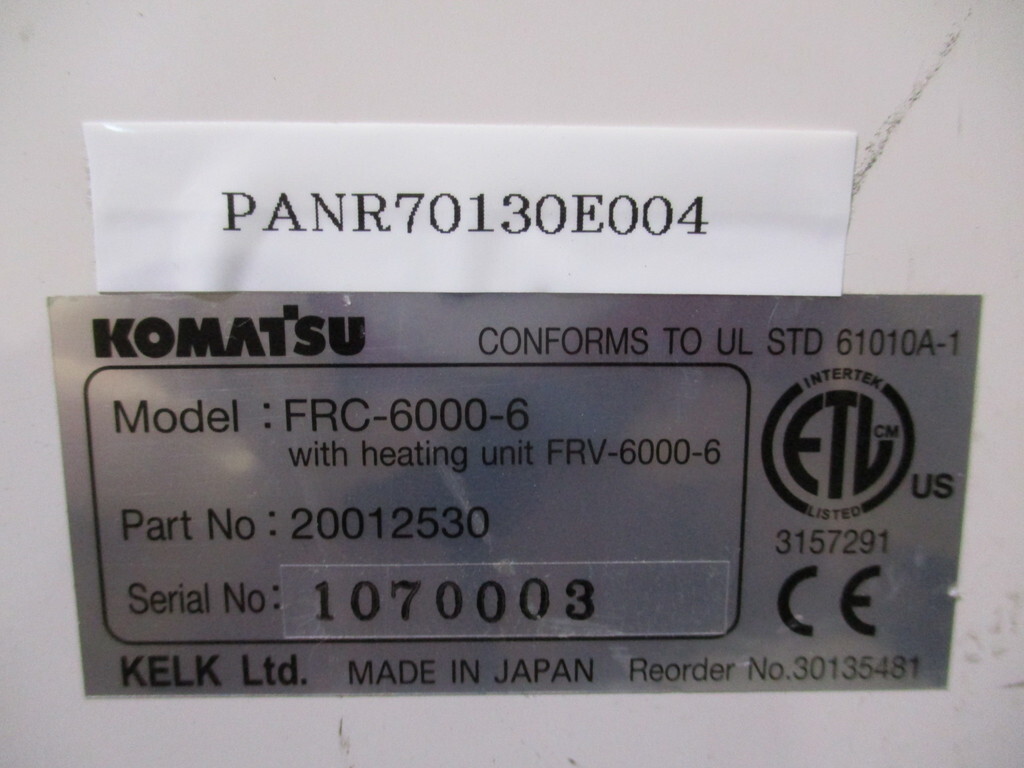 PANR70130E004
KOMATSU
CONFORMS TO UL STD 61010A-1
Model : FRC-6000-6
with heating unit FRV-6000-6
Part No : 20012530
Serial No: 1070003
INTERTEK
ETL CM
US
LISTED
3157291
CE
KELK Ltd. MADE IN JAPAN Reorder No.30135481